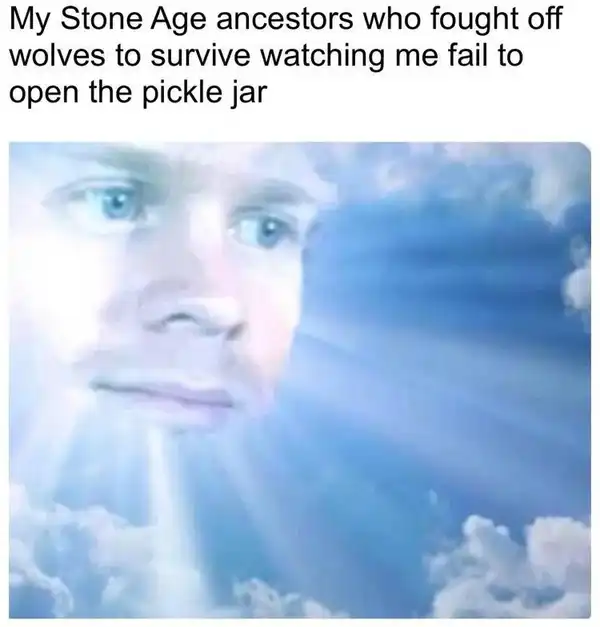 My Stone Age ancestors who fought off
wolves to survive watching me fail to
open the pickle jar